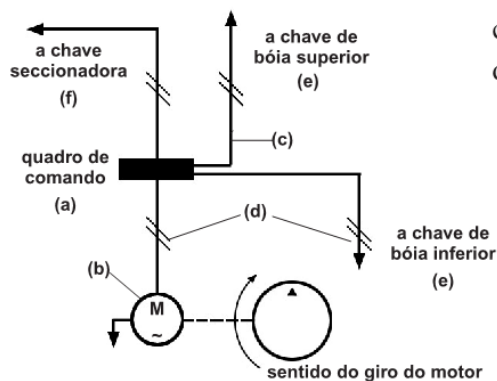 a chave
seccionadora
(f)
a chave de
bóia superior
(e)
(c)
quadro de
comando
(a)
(d)
a chave de
bóia inferior
(e)
(b)
M
~
sentido do giro do motor